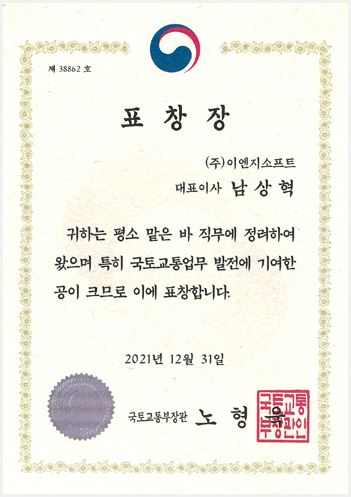 제 38862 호
표 창 장
(주)이엔지소프트
대표이사 남상혁
귀하는 평소 맡은 바 직무에 정려하여
왔으며 특히 국토교통업무 발전에 기여한
공이 크므로 이에 표창합니다.
2021년 12월 31일
국토교통부장관 노 형 욱
국토교통
부장관인